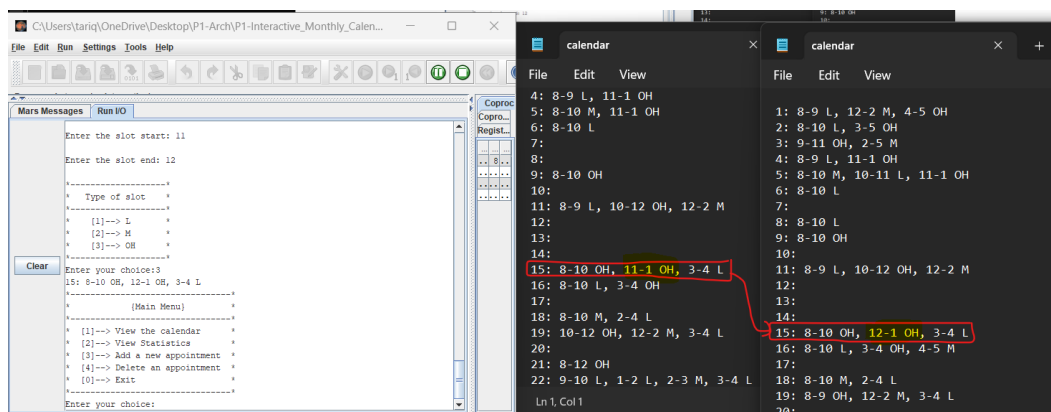 C:\Users\tariq\OneDrive\Desktop\P1-Arch\P1-Interactive_Monthly_Calen...
File Edit Run Settings Tools Help
Mars Messages Run I/O
Enter the slot start: 11
Enter the slot end: 12
*-------------------*
* Type of slot *
*-------------------*
* [1]--> L *
* [2]--> M *
* [3]--> OH *
*-------------------*
Enter your choice:3
15: 8-10 OH, 12-1 OH, 3-4 L
*--------------------------------*
* {Main Menu} *
*--------------------------------*
* [1]--> View the calendar *
* [2]--> View Statistics *
* [3]--> Add a new appointment *
* [4]--> Delete an appointment *
* [0]--> Exit *
*--------------------------------*
Enter your choice:
Clear
Coproc
Copro...
Regist...
8
calendar
File Edit View
4: 8-9 L, 11-1 OH
5: 8-10 M, 11-1 OH
6: 8-10 L
7:
8:
9: 8-10 OH
10:
11: 8-9 L, 10-12 OH, 12-2 M
12:
13:
14:
15: 8-10 OH, 11-1 OH, 3-4 L
16: 8-10 L, 3-4 OH
17:
18: 8-10 M, 2-4 L
19: 10-12 OH, 12-2 M, 3-4 L
20:
21: 8-12 OH
22: 9-10 L, 1-2 L, 2-3 M, 3-4 L
Ln 1, Col 1
calendar
File Edit View
1: 8-9 L, 12-2 M, 4-5 OH
2: 8-10 L, 3-5 OH
3: 9-11 OH, 2-5 M
4: 8-9 L, 11-1 OH
5: 8-10 M, 10-11 L, 11-1 OH
6: 8-10 L
7:
8: 8-10 L
9: 8-10 OH
10:
11: 8-9 L, 10-12 OH, 12-2 M
12:
13:
14:
15: 8-10 OH, 12-1 OH, 3-4 L
16: 8-10 L, 3-4 OH, 4-5 M
17:
18: 8-10 M, 2-4 L
19: 8-9 OH, 12-2 M, 3-4 L
20: